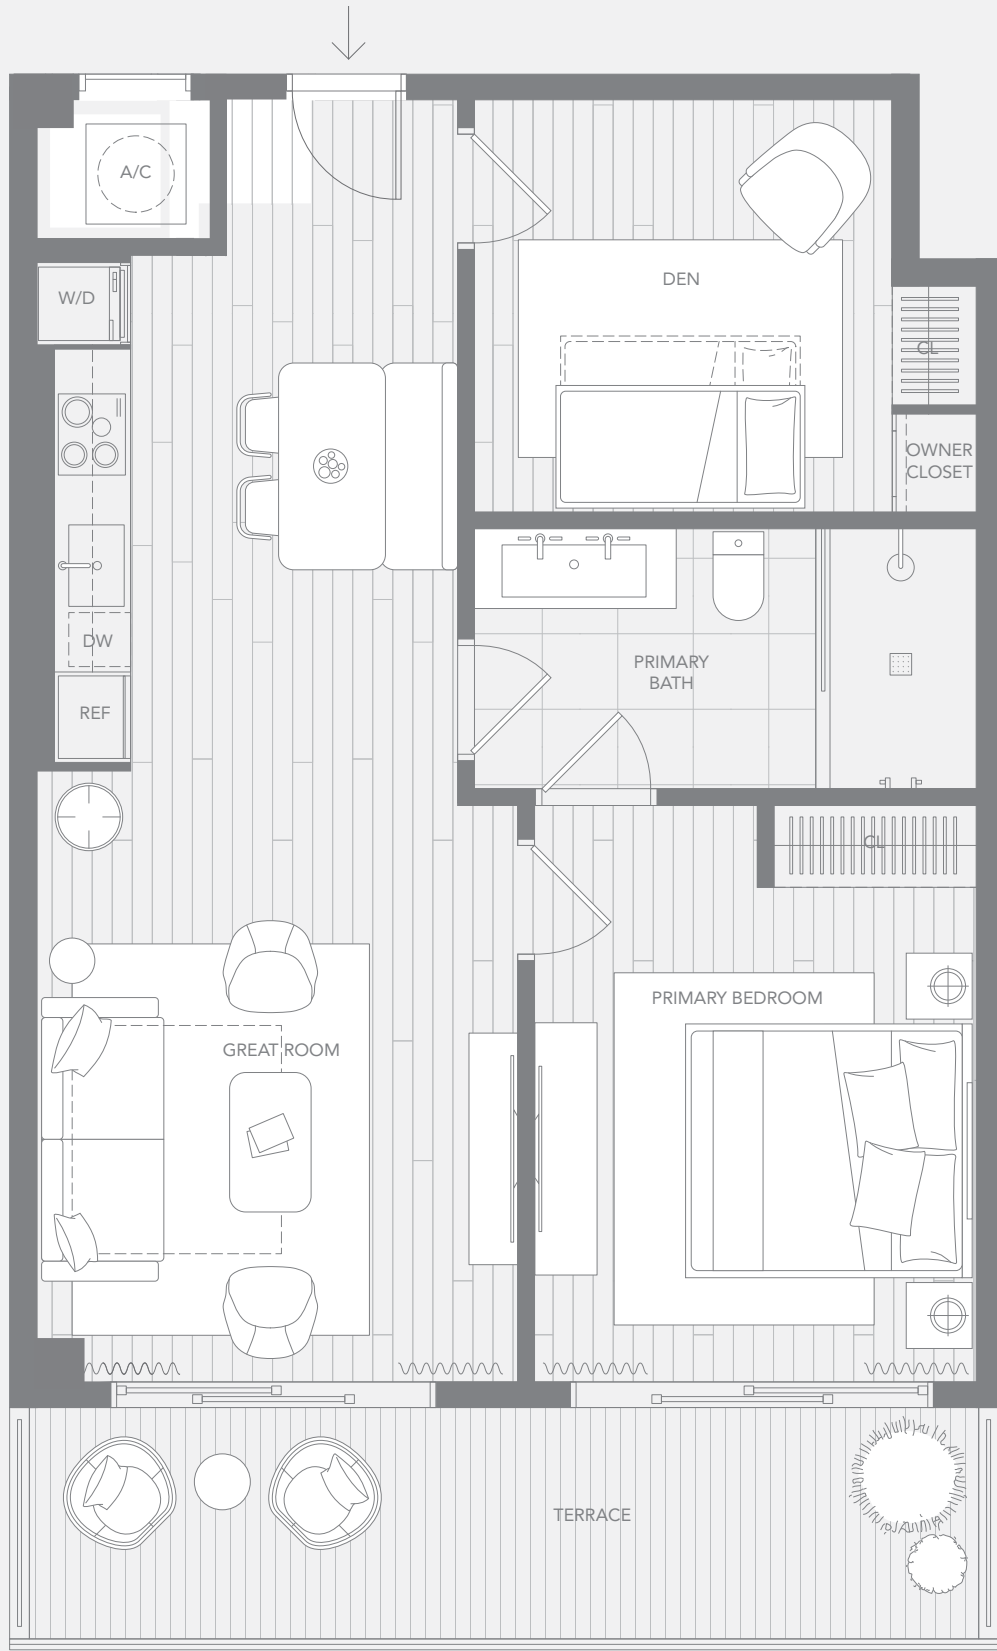 A/C
DEN
W/D
CL
OWNER
CLOSET
DW
PRIMARY
BATH
REF
CL
PRIMARY BEDROOM
GREAT ROOM
TERRACE